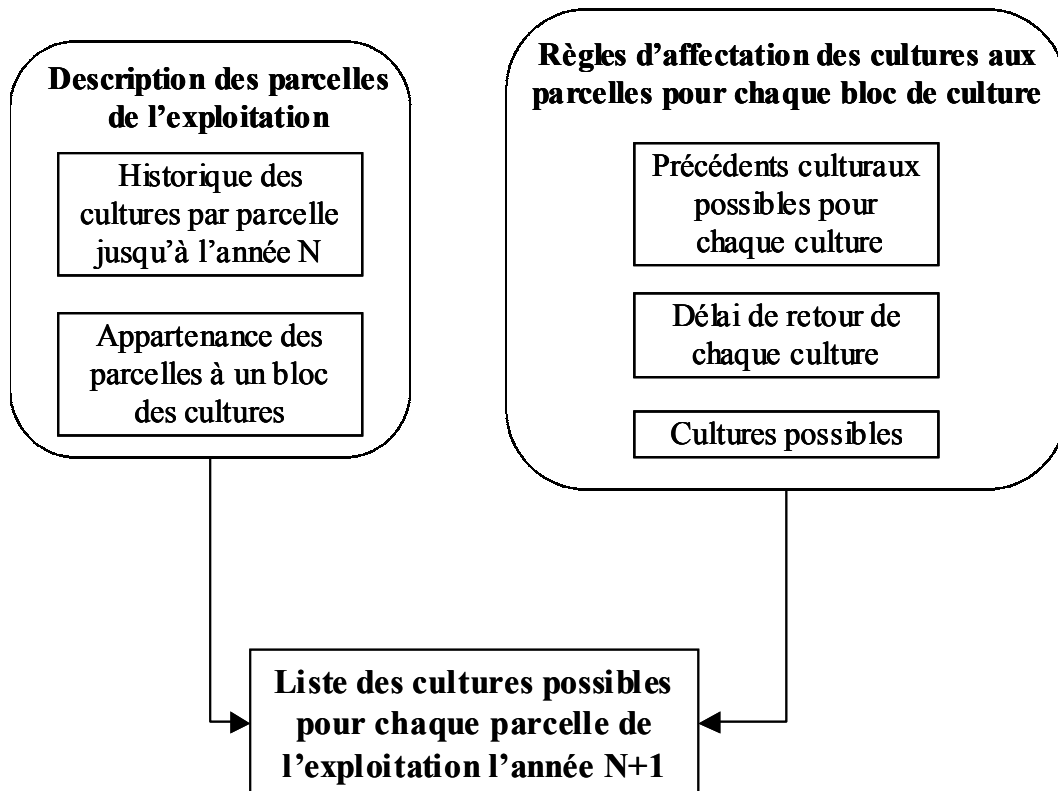 Description des parcelles
de l’exploitation
Historique des
cultures par parcelle
jusqu’à l’année N
Appartenance des
parcelles à un bloc
des cultures
Règles d’affectation des cultures aux
parcelles pour chaque bloc de culture
Précédents culturaux
possibles pour
chaque culture
Délai de retour de
chaque culture
Cultures possibles
Liste des cultures possibles
pour chaque parcelle de
l’exploitation l’année N+1